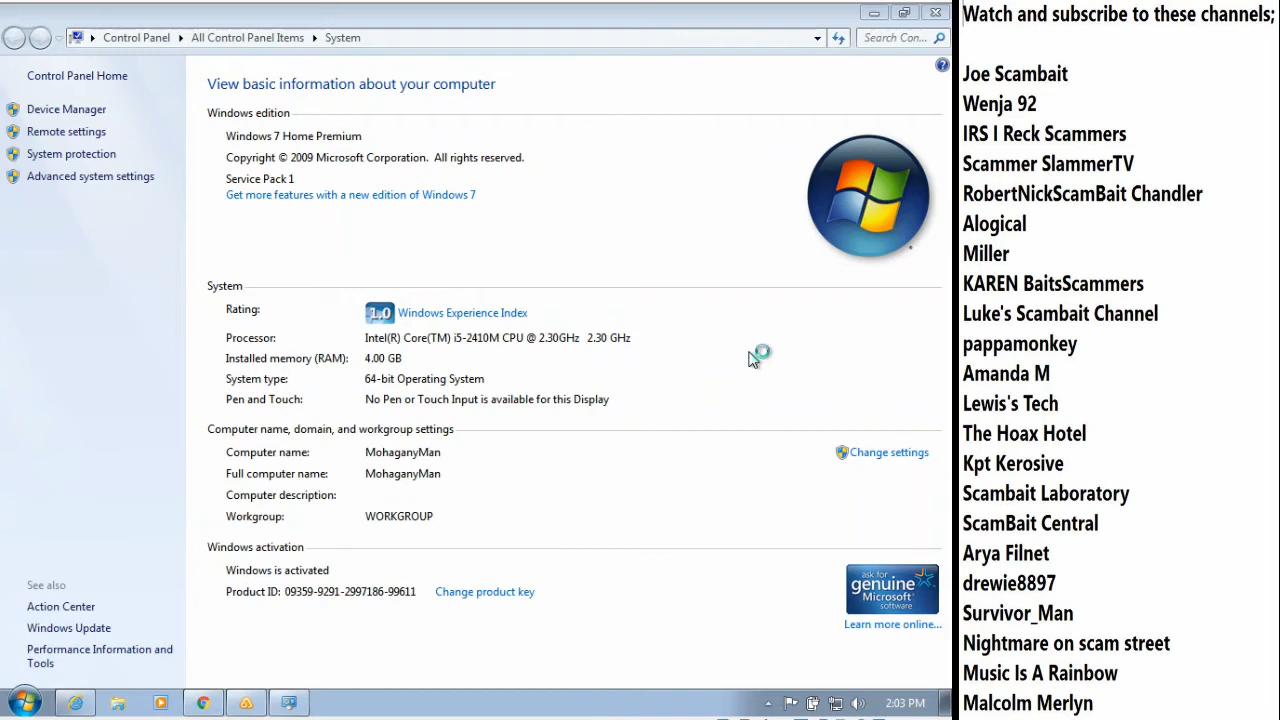 Control Panel
All Control Panel Items
System
Search Con...
Control Panel Home
Device Manager
Remote settings
System protection
Advanced system settings
See also
Action Center
Windows Update
Performance Information and
Tools
View basic information about your computer
Windows edition
Windows 7 Home Premium
Copyright © 2009 Microsoft Corporation. All rights reserved.
Service Pack 1
Get more features with a new edition of Windows 7
System
Rating: 1.0 Windows Experience Index
Processor: Intel(R) Core(TM) i5-2410M CPU @ 2.30GHz 2.30 GHz
Installed memory (RAM): 4.00 GB
System type: 64-bit Operating System
Pen and Touch: No Pen or Touch Input is available for this Display
Computer name, domain, and workgroup settings
Computer name: MohaganyMan
Change settings
Full computer name: MohaganyMan
Computer description:
Workgroup: WORKGROUP
Windows activation
Windows is activated
Product ID: 09359-9291-2997186-99611 Change product key
ask for
genuine
Microsoft
software
Learn more online...
2:03 PM
Watch and subscribe to these channels;
Joe Scambait
Wenja 92
IRS I Reck Scammers
Scammer SlammerTV
RobertNickScamBait Chandler
Alogical
Miller
KAREN BaitsScammers
Luke's Scambait Channel
pappamonkey
Amanda M
Lewis's Tech
The Hoax Hotel
Kpt Kerosive
Scambait Laboratory
ScamBait Central
Arya Filnet
drewie8897
Survivor_Man
Nightmare on scam street
Music Is A Rainbow
Malcolm Merlyn